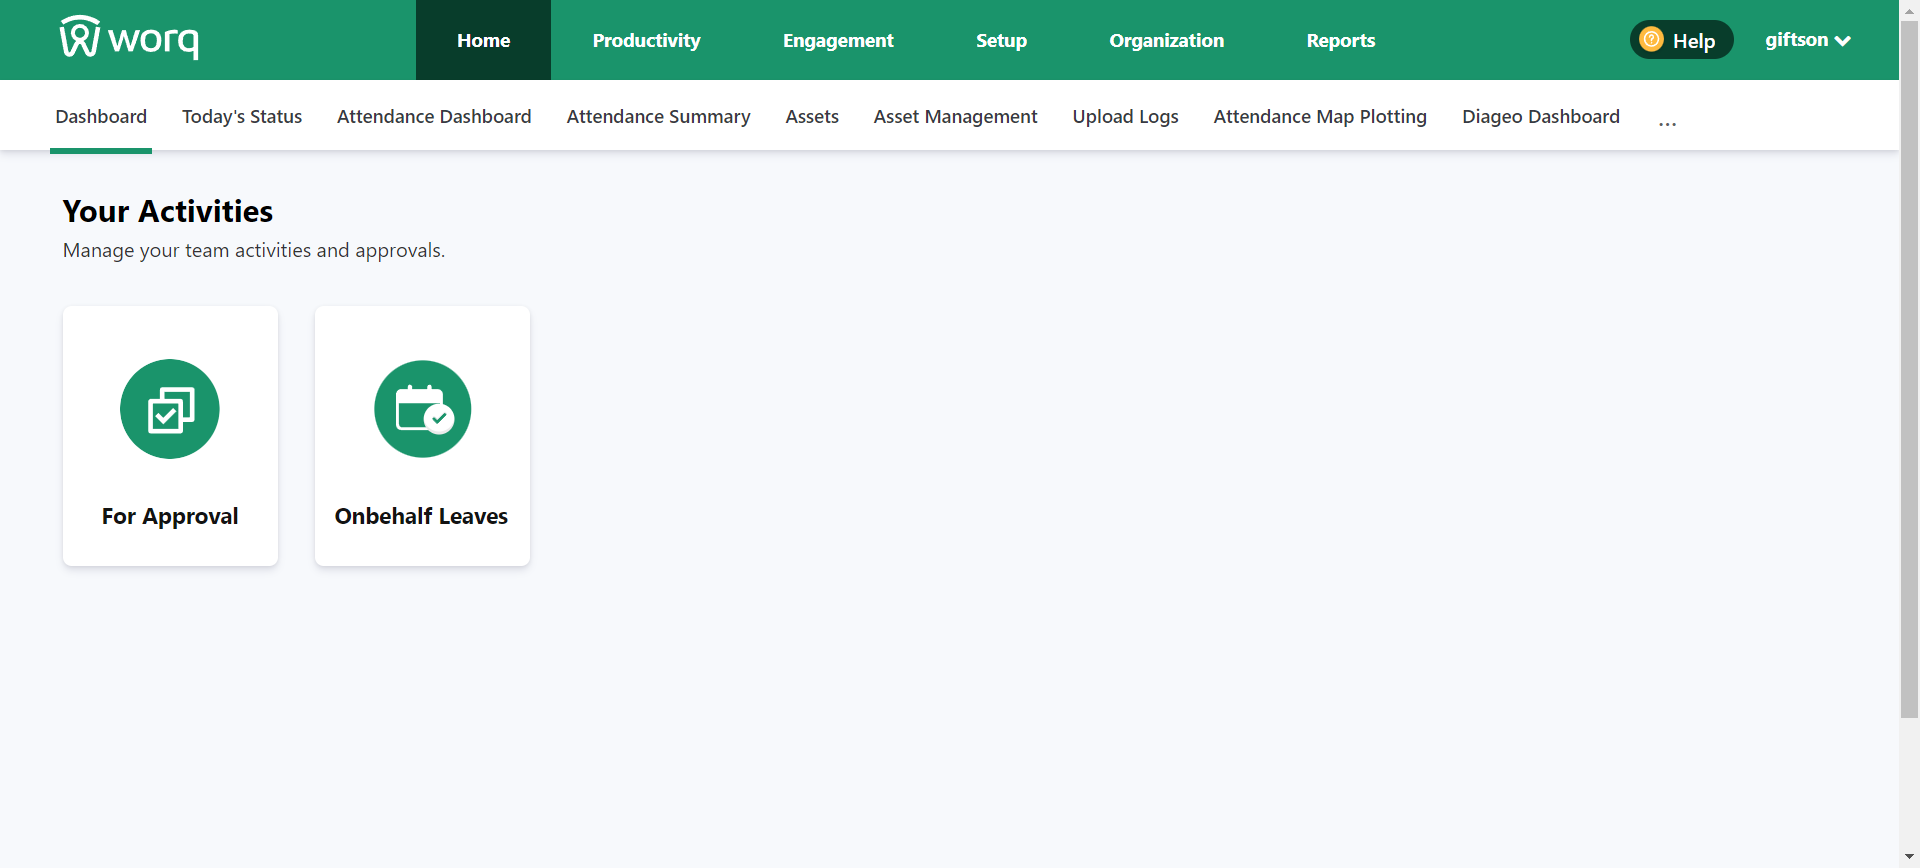 worq
Home Productivity Engagement Setup Organization Reports Help giftson
Dashboard Today's Status Attendance Dashboard Attendance Summary Assets Asset Management Upload Logs Attendance Map Plotting Diageo Dashboard ...
Your Activities
Manage your team activities and approvals.
For Approval Onbehalf Leaves